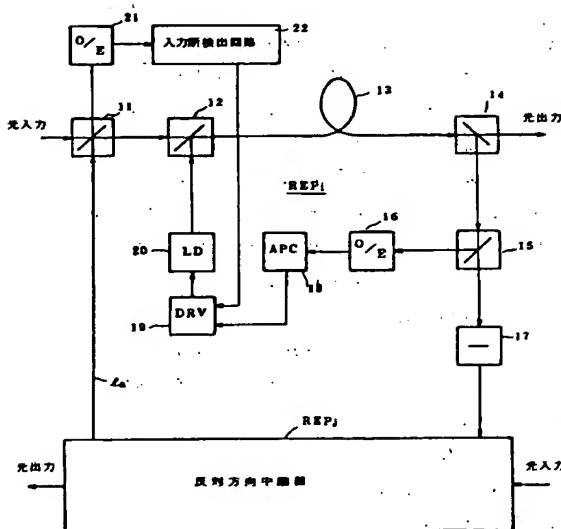 21
22
O/E
入力断検出回路
11
12
13
14
光入力
光出力
REPi
16
O/E
15
20
LD
APC
18
DRV
19
17
ℓa
REPj
光出力
反対方向中継器
光入力